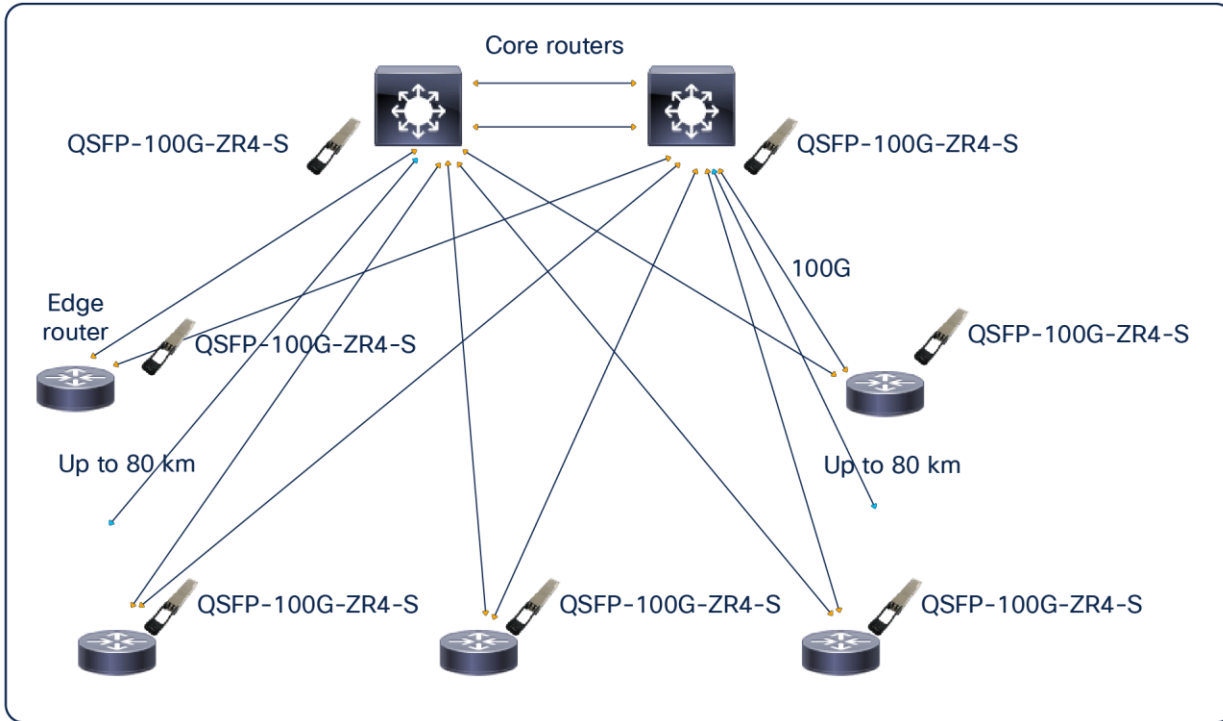 Core routers
QSFP-100G-ZR4-S
QSFP-100G-ZR4-S
100G
Edge
router
QSFP-100G-ZR4-S
QSFP-100G-ZR4-S
Up to 80 km
Up to 80 km
QSFP-100G-ZR4-S
QSFP-100G-ZR4-S
QSFP-100G-ZR4-S